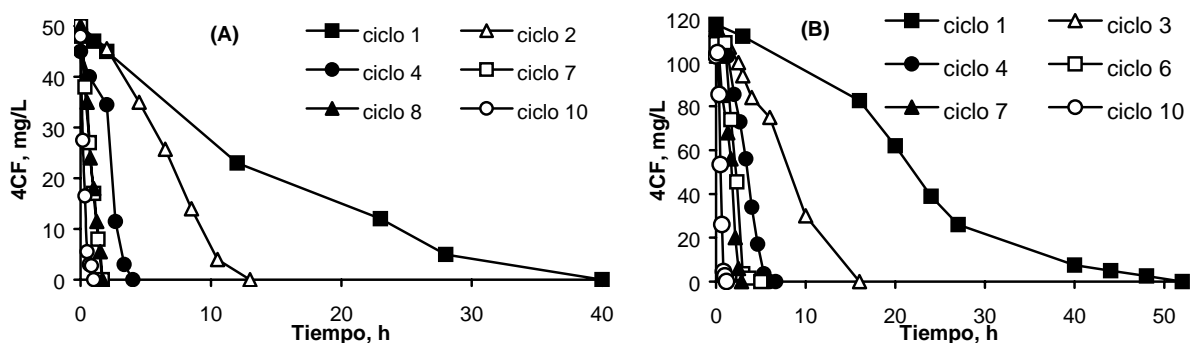 (A)
ciclo 1 ciclo 2
ciclo 4 ciclo 7
ciclo 8 ciclo 10
4CF, mg/L
50
40
30
20
10
0
0 10 20 30 40
Tiempo, h
(B)
ciclo 1 ciclo 3
ciclo 4 ciclo 6
ciclo 7 ciclo 10
4CF, mg/L
120
100
80
60
40
20
0
0 10 20 30 40 50
Tiempo, h